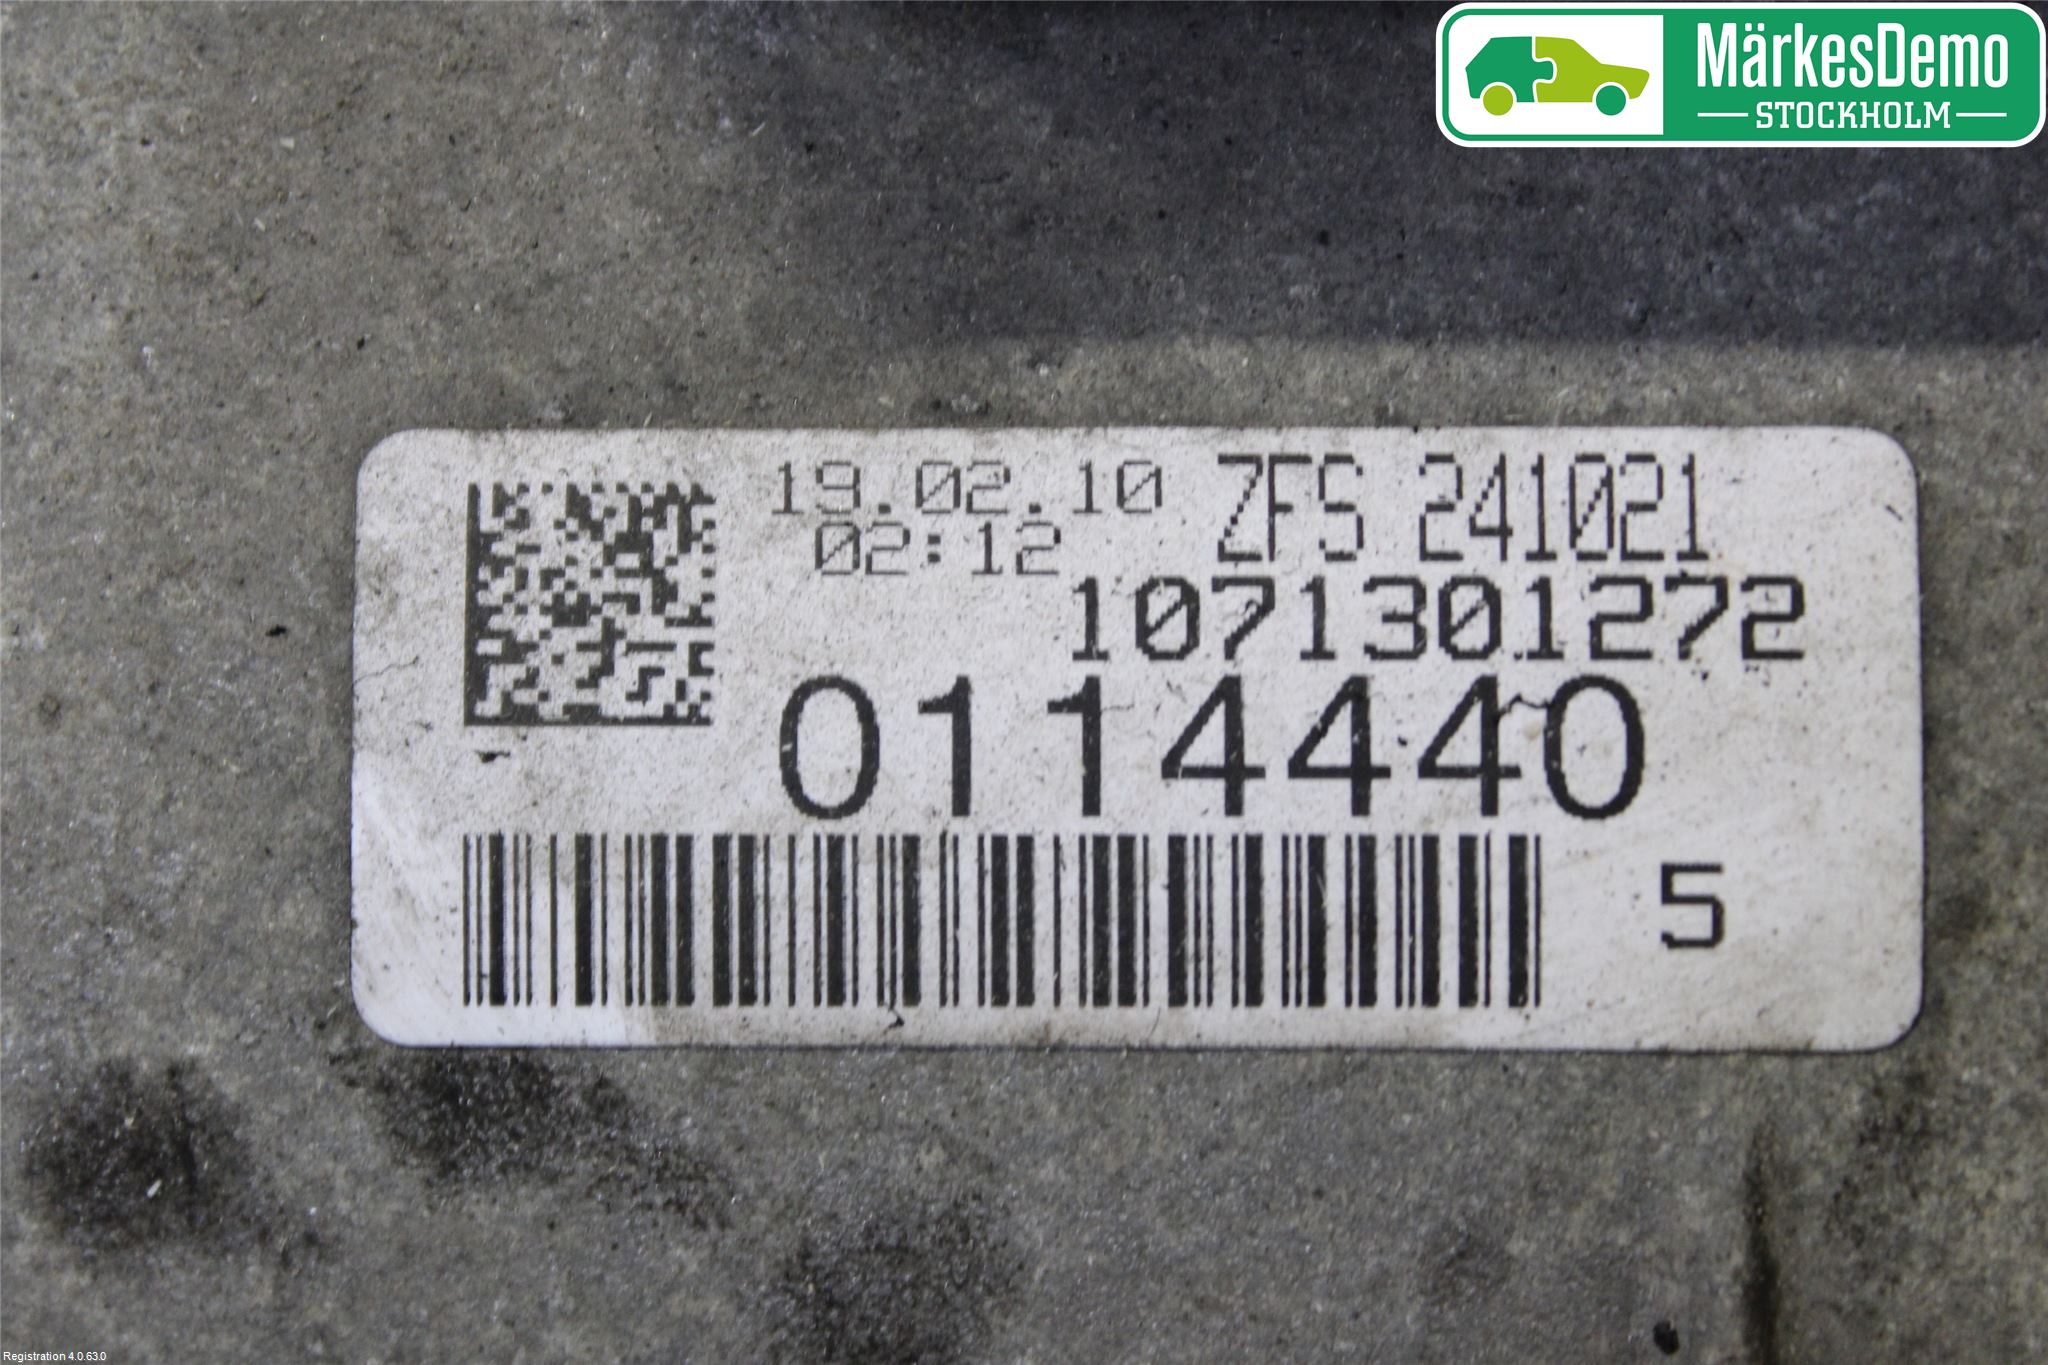 MärkesDemo
STOCKHOLM
19.02.10 ZFS 241021
02:12
1071301272
0114440
5
Registration 4.0.63.0